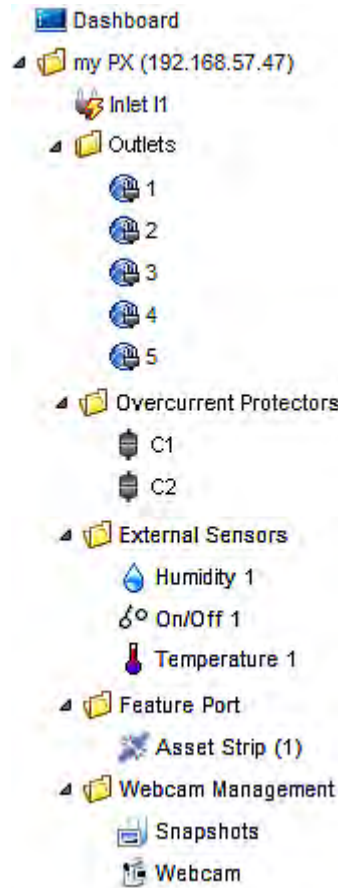 Dashboard
my PX (192.168.57.47)
Inlet I1
Outlets
1
2
3
4
5
Overcurrent Protectors
C1
C2
External Sensors
Humidity 1
On/Off 1
Temperature 1
Feature Port
Asset Strip (1)
Webcam Management
Snapshots
Webcam